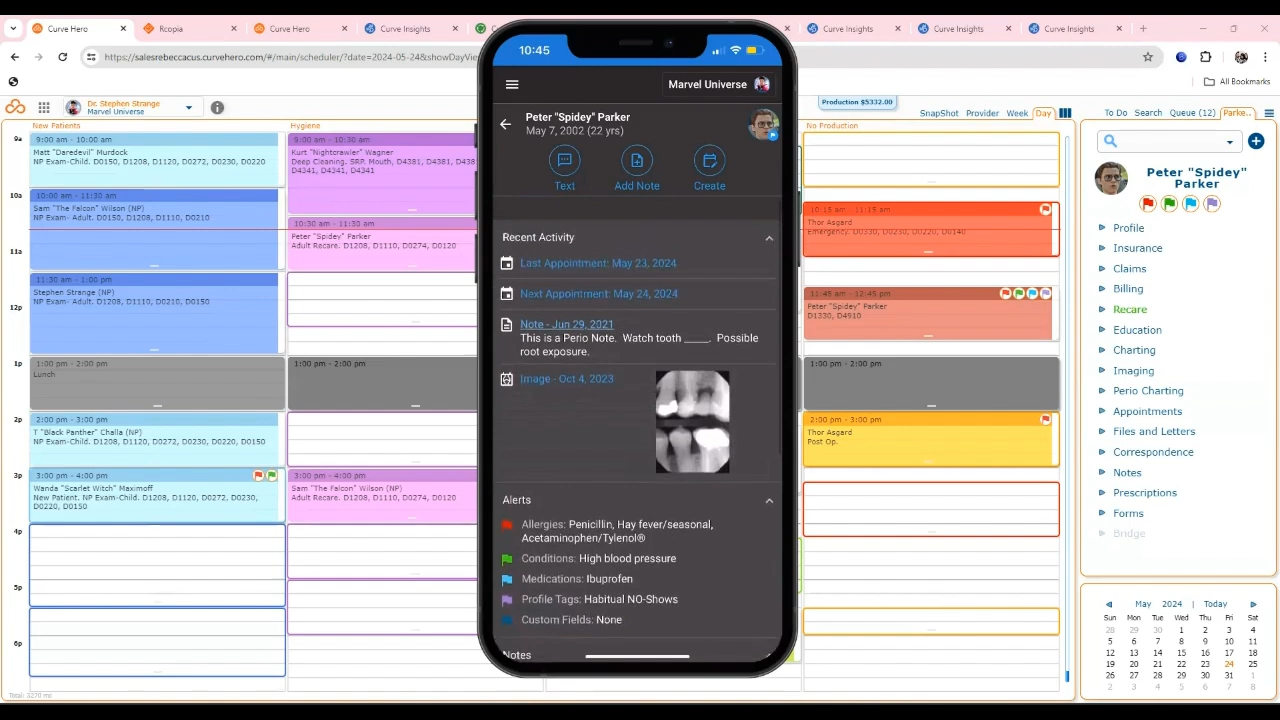 Curve Hero
Rcopia
Curve Hero
Curve Insights
Curve Insights
Curve Insights
Curve Insights
https://salesrebeccacus.curvehero.com/#/main/scheduler/?date=2024-05-24&showDayVie
All Bookmarks
Dr. Stephen Strange
Marvel Universe
Production $5332.00
SnapShot Provider Week Day
To Do Search Queue (12) Parke..
New Patients
Hygiene
No Production
9a
10a
11a
12p
1p
2p
3p
4p
5p
6p
9:00 am - 10:00 am
Matt "Daredevil" Murdock
NP Exam-Child. D0150, D1208, D1120, D0272, D0230, D0220
10:00 am - 11:30 am
Sam "The Falcon" Wilson (NP)
NP Exam- Adult. D0150, D1208, D1110, D0210
11:30 am - 1:00 pm
Stephen Strange (NP)
NP Exam- Adult. D1208, D1110, D0210, D0150
1:00 pm - 2:00 pm
Lunch
2:00 pm - 3:00 pm
T "Black Panther" Challa (NP)
NP Exam-Child. D1208, D1120, D0272, D0230, D0220, D0150
3:00 pm - 4:00 pm
Wanda "Scarlet Witch" Maximoff
New Patient. NP Exam-Child. D1208, D1120, D0272, D0230,
D0220, D0150
9:00 am - 10:30 am
Kurt "Nightcrawler" Wagner
Deep Cleaning. SRP. Mouth, D4381, D4381, D438
D4341, D4341, D4341
10:30 am - 11:30 am
Peter "Spidey" Parker
Adult Recare. D1208, D1110, D0274, D0120
1:00 pm - 2:00 pm
3:00 pm - 4:00 pm
Sam "The Falcon" Wilson (NP)
Adult Recare. D1208, D1110, D0274, D0120
10:45
Marvel Universe
Peter "Spidey" Parker
May 7, 2002 (22 yrs)
Text
Add Note
Create
Recent Activity
Last Appointment: May 23, 2024
Next Appointment: May 24, 2024
Note - Jun 29, 2021
This is a Perio Note. Watch tooth _____. Possible
root exposure.
Image - Oct 4, 2023
Alerts
Allergies: Penicillin, Hay fever/seasonal,
Acetaminophen/Tylenol®
Conditions: High blood pressure
Medications: Ibuprofen
Profile Tags: Habitual NO-Shows
Custom Fields: None
Notes
10:15 am - 11:15 am
Thor Asgard
Emergency. D0330, D0230, D0220, D0140
11:45 am - 12:45 pm
Peter "Spidey" Parker
D1330, D4910
1:00 pm - 2:00 pm
2:00 pm - 3:00 pm
Thor Asgard
Post Op.
Peter "Spidey"
Parker
Profile
Insurance
Claims
Billing
Recare
Education
Charting
Imaging
Perio Charting
Appointments
Files and Letters
Correspondence
Notes
Prescriptions
Forms
Bridge
May 2024 | Today
Sun Mon Tue Wed Thu Fri Sat
28 29 30 1 2 3 4
5 6 7 8 9 10 11
12 13 14 15 16 17 18
19 20 21 22 23 24 25
26 27 28 29 30 31 1
2 3 4 5 6 7 8